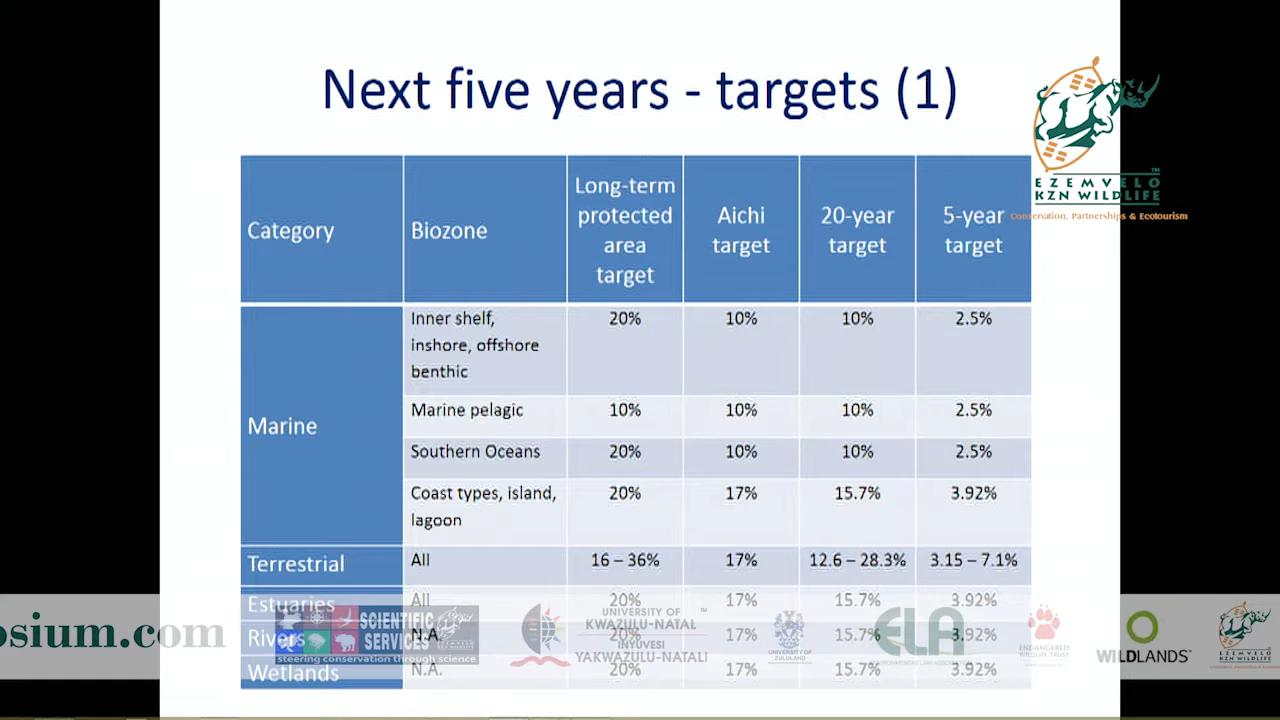 Next five years - targets (1)
Category
Biozone
Long-term
protected
area
target
Aichi
target
20-year
target
5-year
target
Marine
Inner shelf,
inshore, offshore
benthic
20%
10%
10%
2.5%
Marine pelagic
10%
10%
10%
2.5%
Southern Oceans
20%
10%
10%
2.5%
Coast types, island,
lagoon
20%
17%
15.7%
3.92%
Terrestrial
All
16 – 36%
17%
12.6 – 28.3%
3.15 – 7.1%
Estuaries
All
20%
17%
15.7%
3.92%
Rivers
N.A.
20%
17%
15.7%
3.92%
Wetlands
N.A.
20%
17%
15.7%
3.92%
EZEMVELO
KZN WILDLIFE
TM
Conservation, Partnerships & Ecotourism
osium.com
SCIENTIFIC
SERVICES
steering conservation through science
UNIVERSITY OF
KWAZULU-NATAL
TM
INYUVESI
YAKWAZULU-NATALI
UNIVERSITY OF
ZULULAND
ELA
ENDANGERED
WILDLIFE TRUST
WILDLANDS
EZEMVELO
KZN WILDLIFE